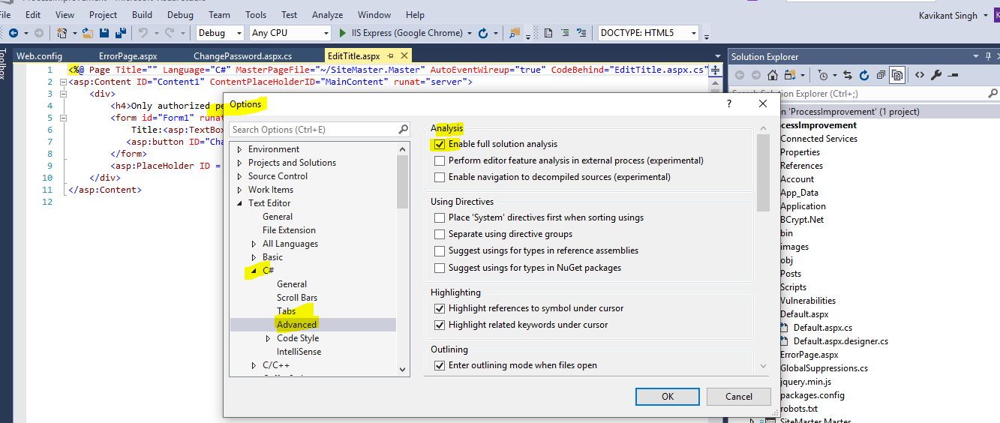 File Edit View Project Build Debug Team Tools Test Analyze Window Help
Kavikant Singh
Debug Any CPU IIS Express (Google Chrome) DOCTYPE: HTML5
Toolbox
Web.config ErrorPage.aspx ChangePassword.aspx.cs EditTitle.aspx
1 <%@ Page Title="" Language="C#" MasterPageFile="~/SiteMaster.Master" AutoEventWireup="true" CodeBehind="EditTitle.aspx.cs"
2 <asp:Content ID="Content1" ContentPlaceHolderID="MainContent" runat="server">
3 <div>
4 <h4>Only authorized pe
5 <form id="Form1" runat
6 Title:<asp:TextBox
7 <asp:button ID="Cha
8 </form>
9 <asp:PlaceHolder ID =
10 </div>
11 </asp:Content>
12
Options
?
Search Options (Ctrl+E)
Environment
Projects and Solutions
Source Control
Work Items
Text Editor
General
File Extension
All Languages
Basic
C#
General
Scroll Bars
Tabs
Advanced
Code Style
IntelliSense
C/C++
Analysis
Enable full solution analysis
Perform editor feature analysis in external process (experimental)
Enable navigation to decompiled sources (experimental)
Using Directives
Place 'System' directives first when sorting usings
Separate using directive groups
Suggest usings for types in reference assemblies
Suggest usings for types in NuGet packages
Highlighting
Highlight references to symbol under cursor
Highlight related keywords under cursor
Outlining
Enter outlining mode when files open
OK Cancel
Solution Explorer
Search Solution Explorer (Ctrl+;)
n 'ProcessImprovement' (1 project)
cessImprovement
Connected Services
Properties
References
Account
App_Data
Application
BCrypt.Net
bin
images
obj
Posts
Scripts
Vulnerabilities
Default.aspx
Default.aspx.cs
Default.aspx.designer.cs
ErrorPage.aspx
GlobalSuppressions.cs
jquery.min.js
packages.config
robots.txt
SiteMaster.Master